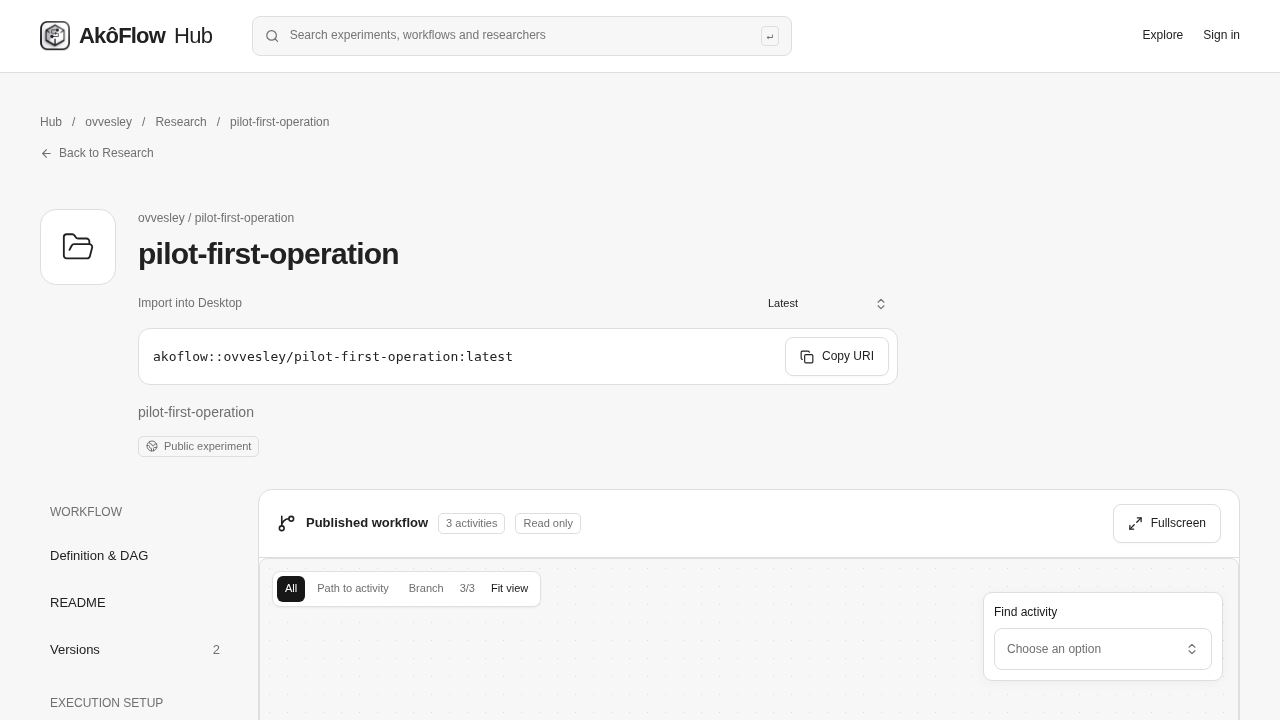 AkôFlow Hub
Search experiments, workflows and researchers
↵
Explore
Sign in
Hub / ovvesley / Research / pilot-first-operation
Back to Research
ovvesley / pilot-first-operation
pilot-first-operation
Import into Desktop
Latest
akoflow::ovvesley/pilot-first-operation:latest
Copy URI
pilot-first-operation
Public experiment
WORKFLOW
Definition & DAG
README
Versions 2
EXECUTION SETUP
Published workflow
3 activities
Read only
Fullscreen
All
Path to activity
Branch
3/3
Fit view
Find activity
Choose an option